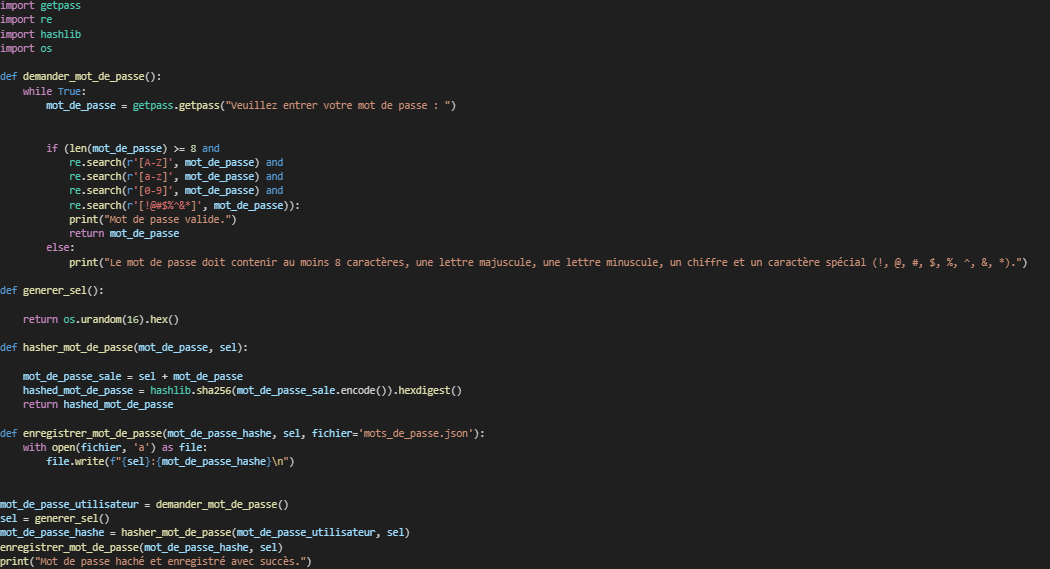 import getpass
import re
import hashlib
import os
def demander_mot_de_passe():
while True:
mot_de_passe = getpass.getpass("Veuillez entrer votre mot de passe : ")
if (len(mot_de_passe) >= 8 and
re.search(r'[A-Z]', mot_de_passe) and
re.search(r'[a-z]', mot_de_passe) and
re.search(r'[0-9]', mot_de_passe) and
re.search(r'[!@#$%^&*]', mot_de_passe)):
print("Mot de passe valide.")
return mot_de_passe
else:
print("Le mot de passe doit contenir au moins 8 caractères, une lettre majuscule, une lettre minuscule, un chiffre et un caractère spécial (!, @, #, $, %, ^, &, *).")
def generer_sel():
return os.urandom(16).hex()
def hasher_mot_de_passe(mot_de_passe, sel):
mot_de_passe_sale = sel + mot_de_passe
hashed_mot_de_passe = hashlib.sha256(mot_de_passe_sale.encode()).hexdigest()
return hashed_mot_de_passe
def enregistrer_mot_de_passe(mot_de_passe_hashe, sel, fichier='mots_de_passe.json'):
with open(fichier, 'a') as file:
file.write(f"{sel}:{mot_de_passe_hashe}\n")
mot_de_passe_utilisateur = demander_mot_de_passe()
sel = generer_sel()
mot_de_passe_hashe = hasher_mot_de_passe(mot_de_passe_utilisateur, sel)
enregistrer_mot_de_passe(mot_de_passe_hashe, sel)
print("Mot de passe haché et enregistré avec succès.")